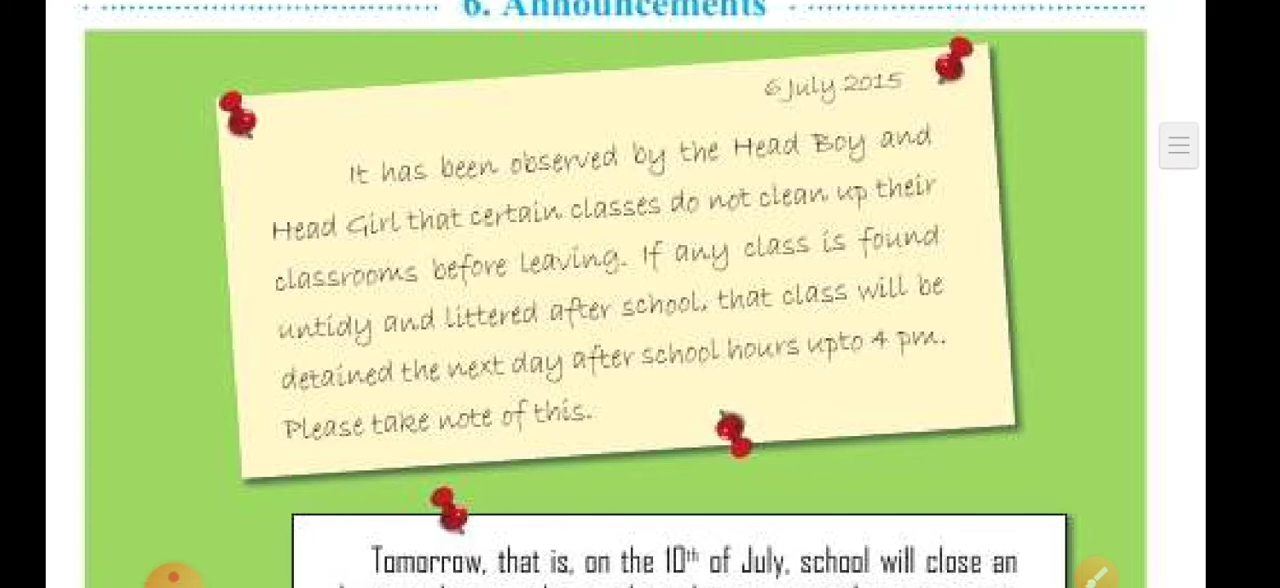 6. Announcements
6 July 2015
It has been observed by the Head Boy and
Head Girl that certain classes do not clean up their
classrooms before leaving. If any class is found
untidy and littered after school, that class will be
detained the next day after school hours upto 4 pm.
Please take note of this.
Tomorrow, that is, on the 10th of July, school will close an